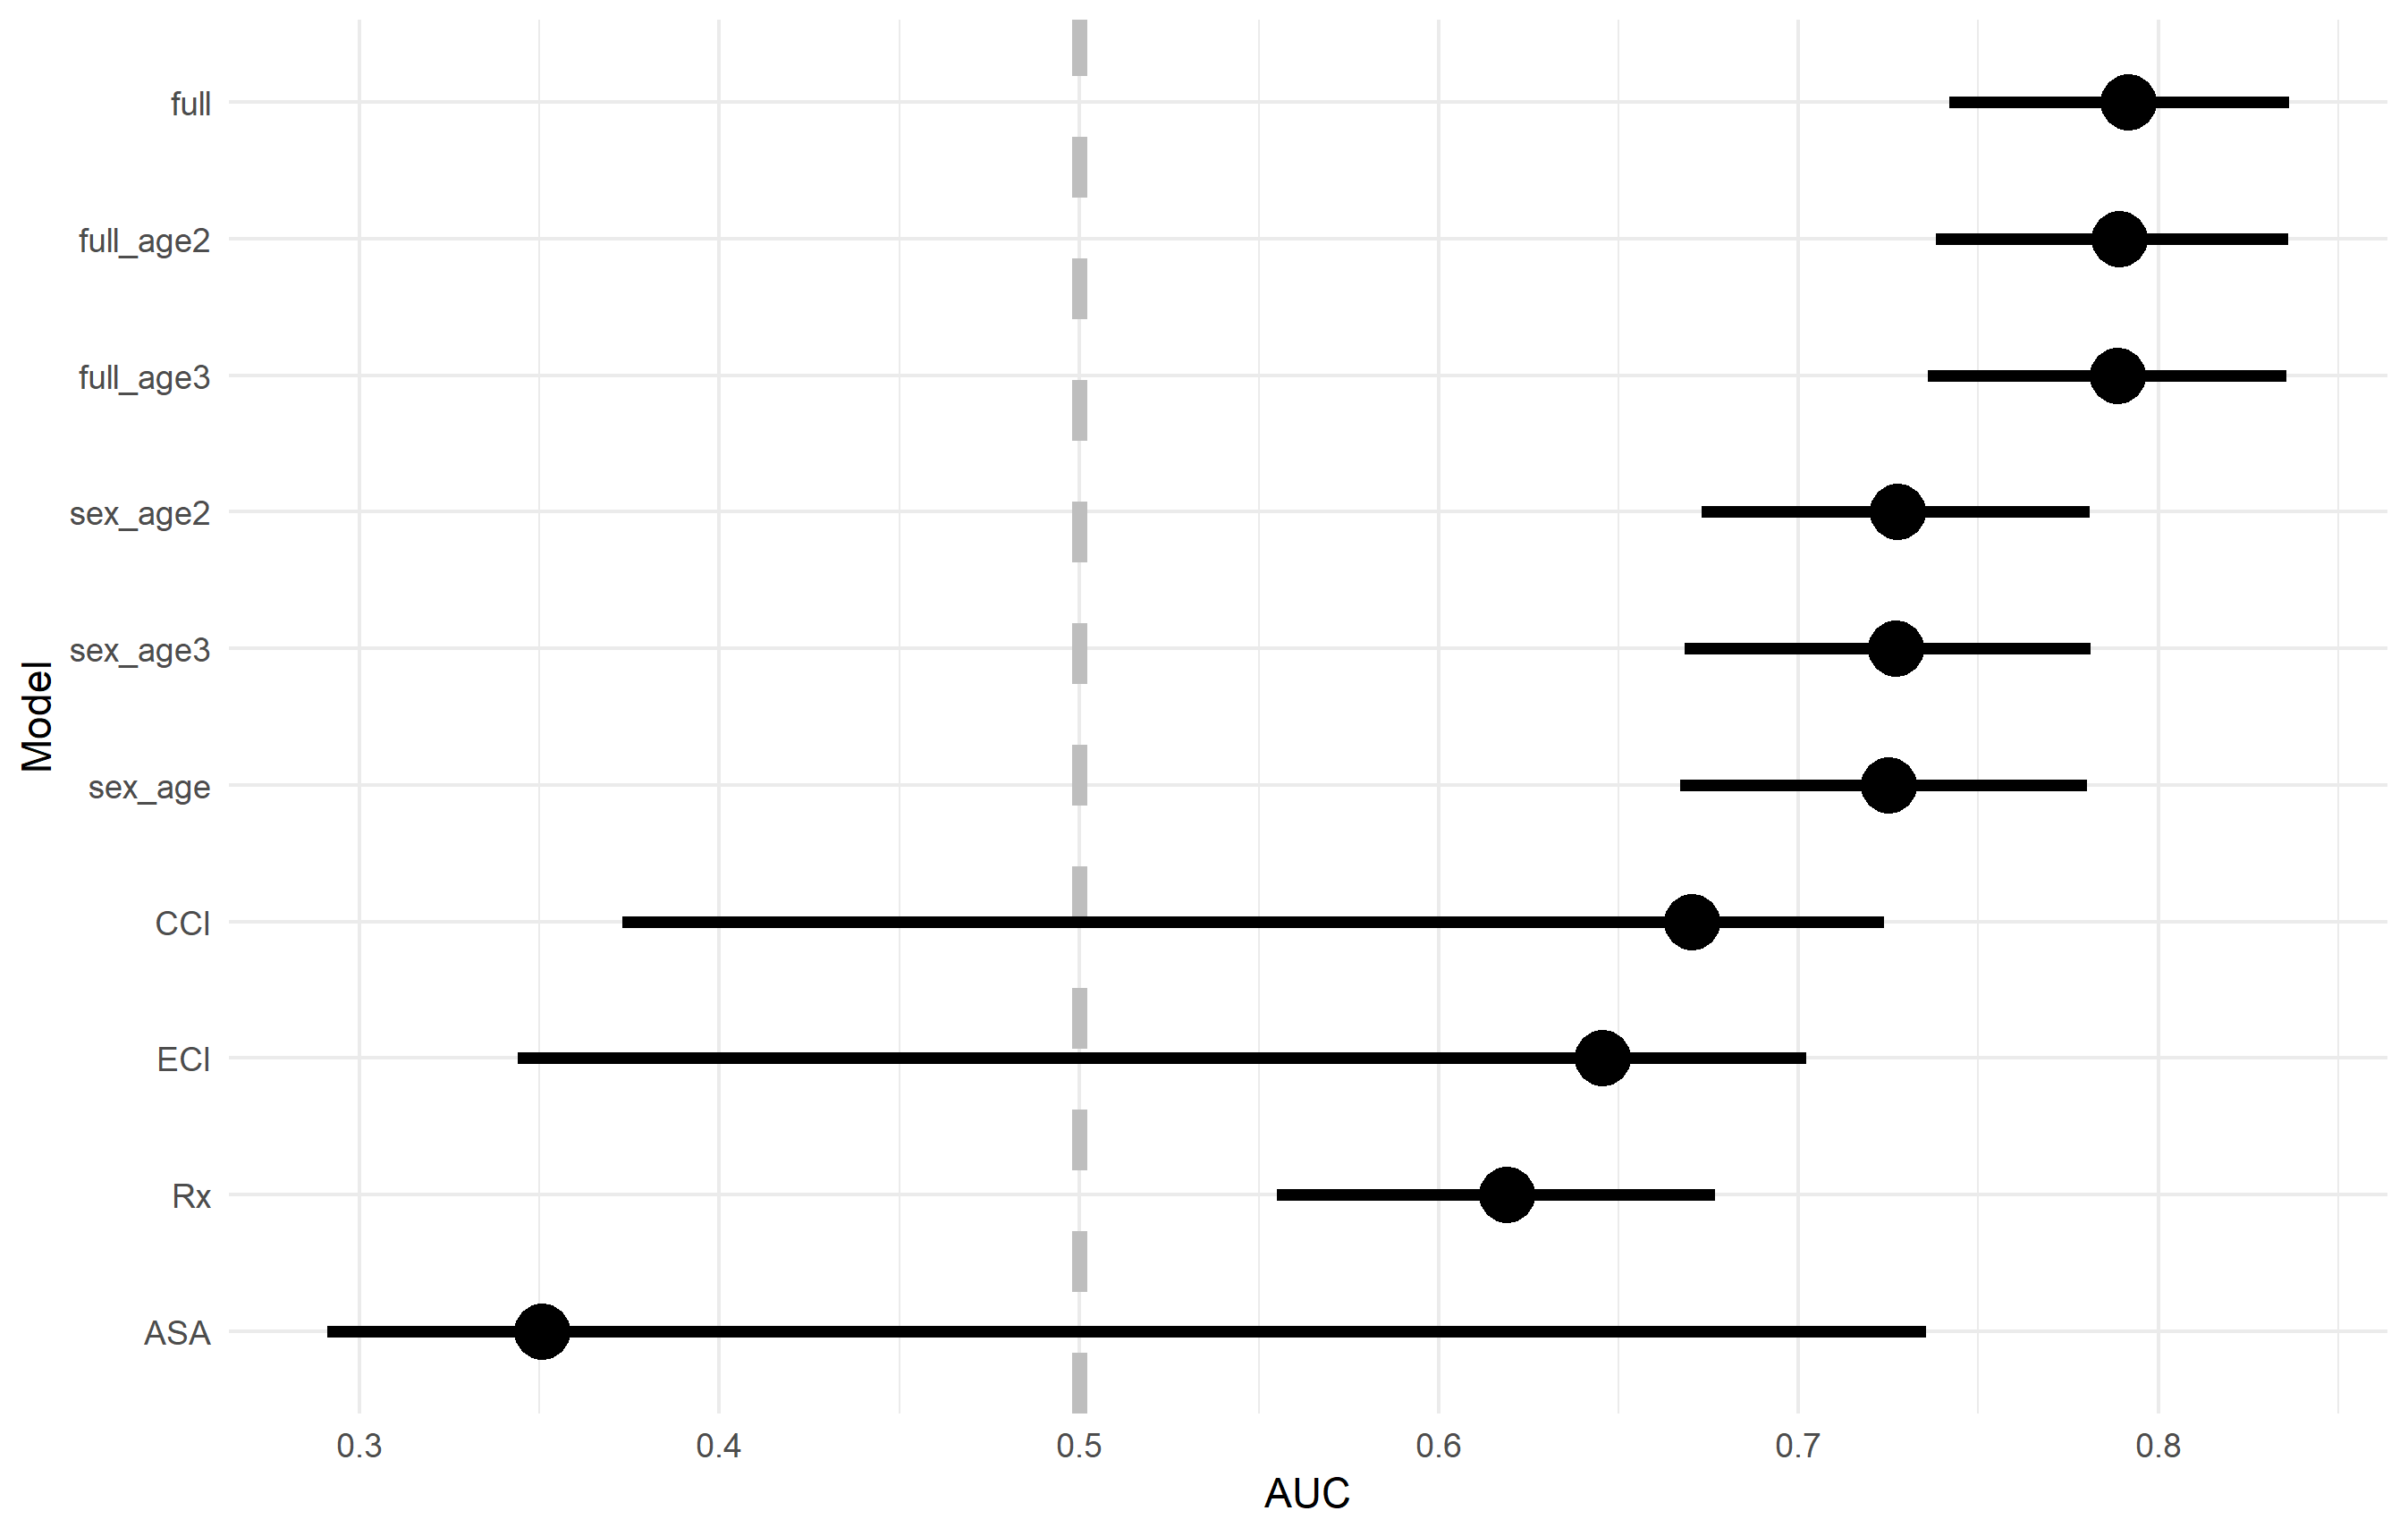 full
full_age2
full_age3
sex_age2
sex_age3
sex_age
CCI
ECI
Rx
ASA
Model
0.3 0.4 0.5 0.6 0.7 0.8
AUC